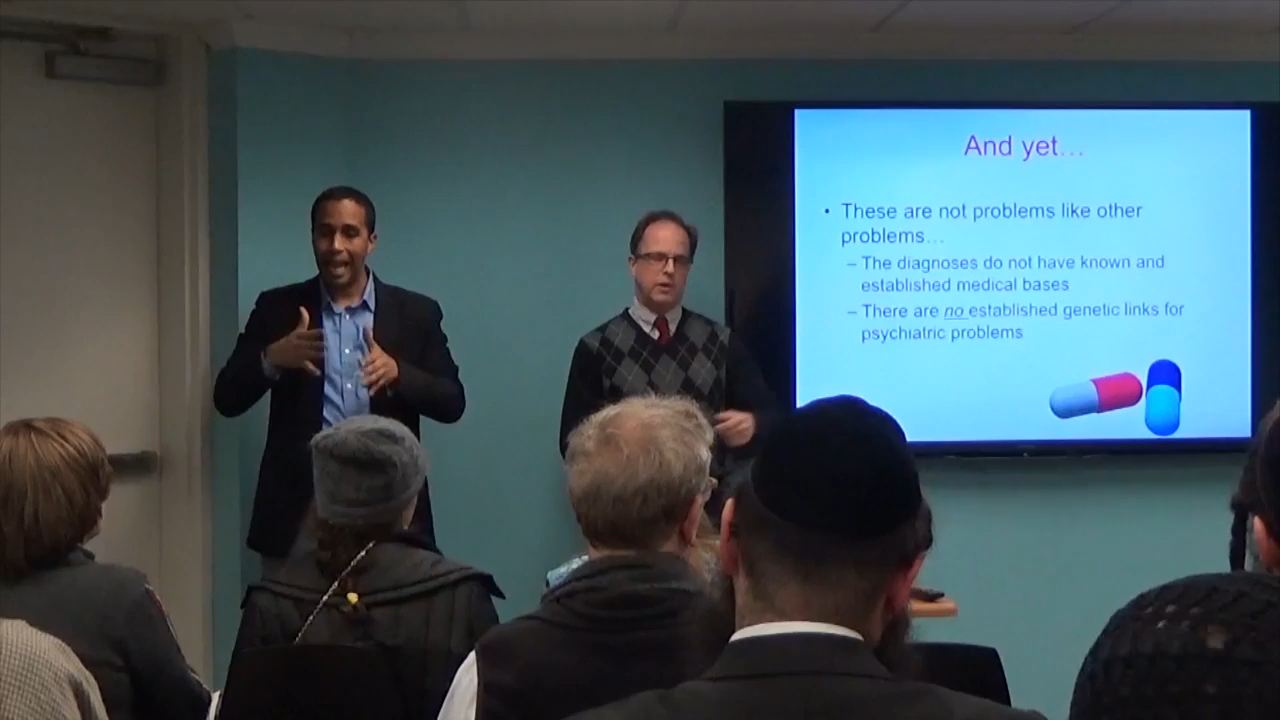 And yet…
• These are not problems like other
problems…
– The diagnoses do not have known and
established medical bases
– There are no established genetic links for
psychiatric problems